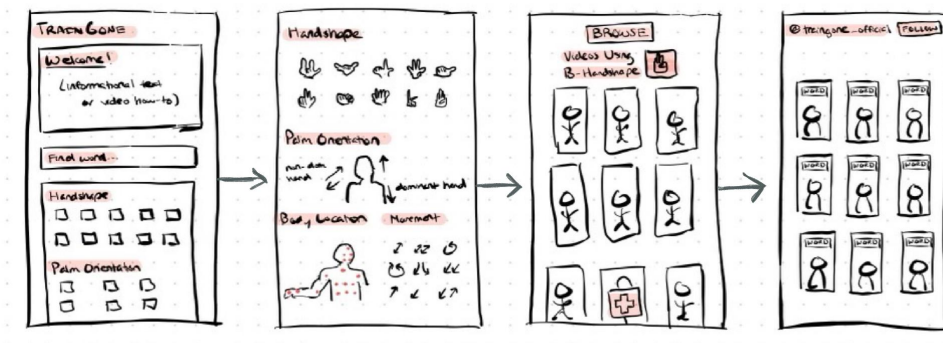 TRAIN GONE
Welcome!
(informational text
or video how-to)
Find word...
Handshape
Palm Orientation
Handshape
Palm Orientation
non-dom
hand
dominant hand
Body Location
Movement
BROWSE
Videos Using
B-Handshape
@traingone_official
FOLLOW
WORD WORD WORD
WORD WORD WORD
WORD WORD WORD